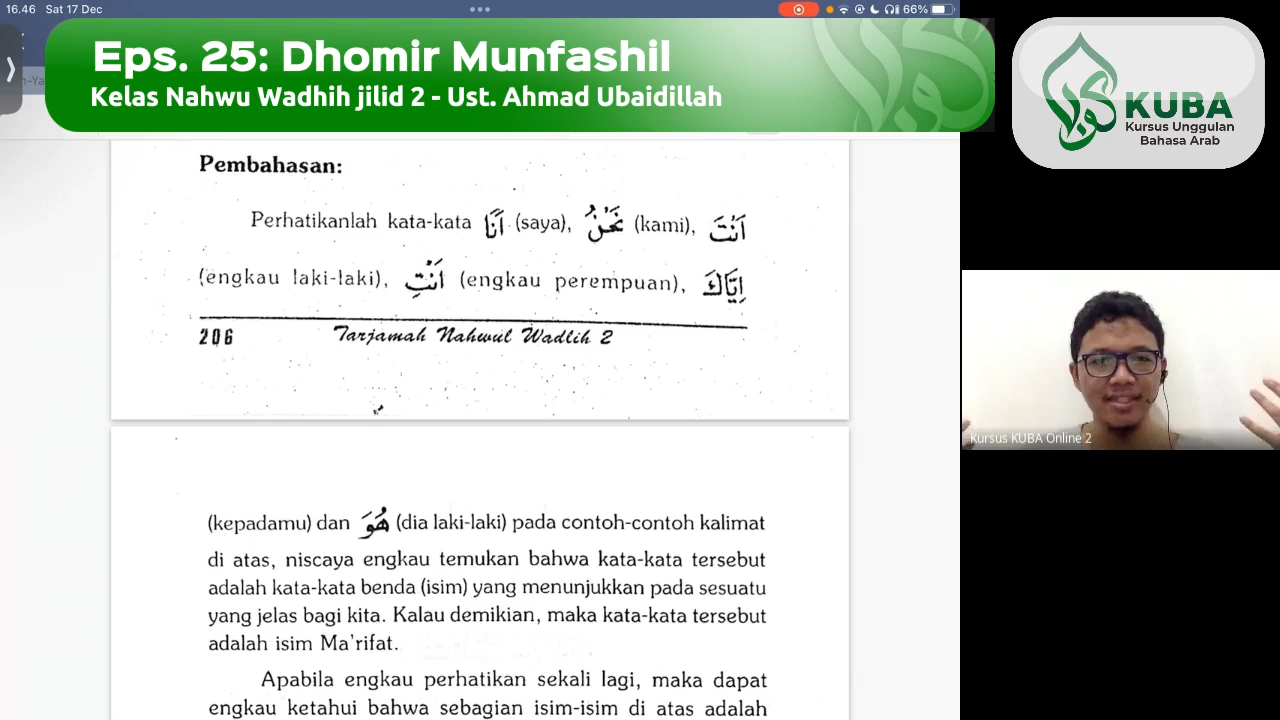 16.46 Sat 17 Dec
66%
Eps. 25: Dhomir Munfashil
Kelas Nahwu Wadhih jilid 2 - Ust. Ahmad Ubaidillah
KUBA
Kursus Unggulan
Bahasa Arab
Pembahasan:
Perhatikanlah kata-kata اَنَا (saya), نَحْنُ (kami), اَنْتَ
(engkau laki-laki), اَنْتِ (engkau perempuan), اِيَّاكَ
206 Tarjamah Nahwul Wadlih 2
(kepadamu) dan هُوَ (dia laki-laki) pada contoh-contoh kalimat
di atas, niscaya engkau temukan bahwa kata-kata tersebut
adalah kata-kata benda (isim) yang menunjukkan pada sesuatu
yang jelas bagi kita. Kalau demikian, maka kata-kata tersebut
adalah isim Ma'rifat.
Apabila engkau perhatikan sekali lagi, maka dapat
engkau ketahui bahwa sebagian isim-isim di atas adalah
Kursus KUBA Online 2